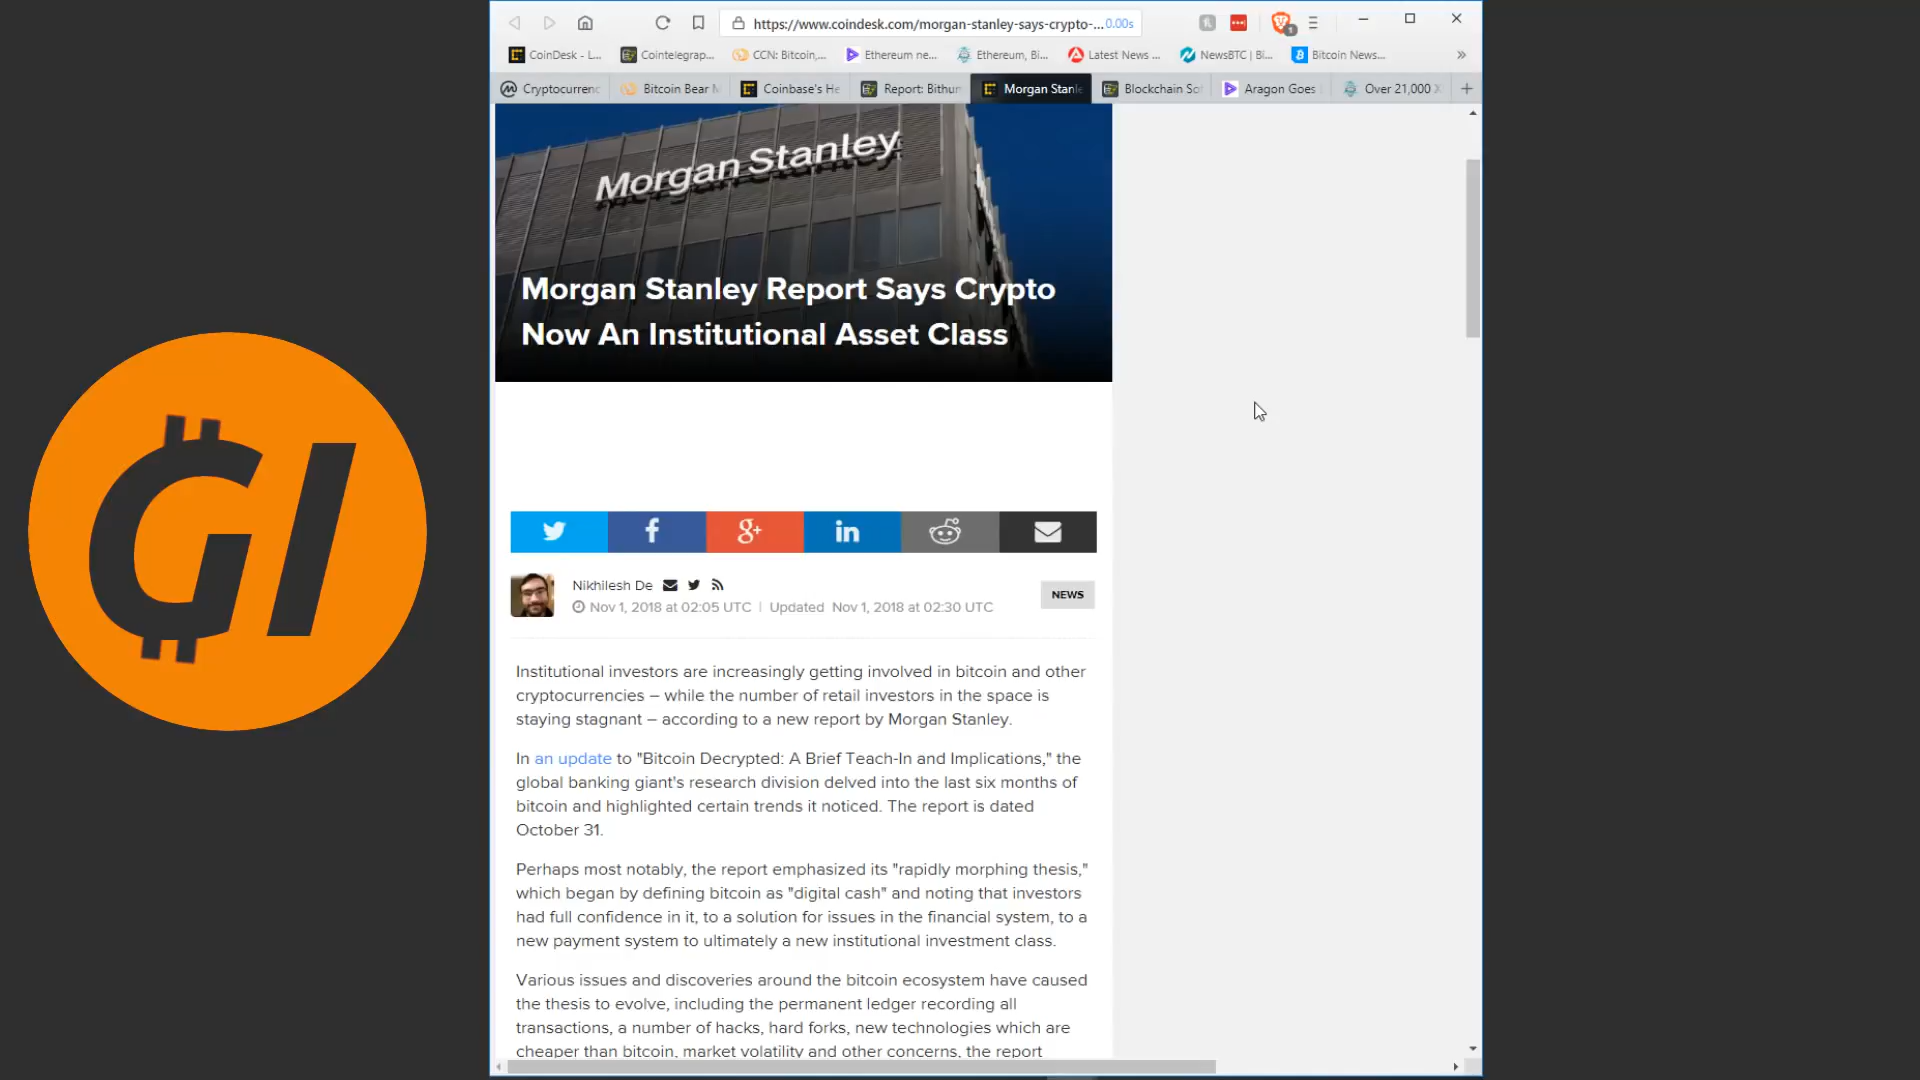 https://www.coindesk.com/morgan-stanley-says-crypto-...0.00s
1
CoinDesk - L... Cointelegrap... CCN: Bitcoin,... Ethereum ne... Ethereum, Bi... Latest News ... NewsBTC | Bi... Bitcoin News... »
Cryptocurrenc Bitcoin Bear M Coinbase's He Report: Bithum Morgan Stanle Blockchain So Aragon Goes Over 21,000 +
Morgan Stanley
Morgan Stanley Report Says Crypto
Now An Institutional Asset Class
GI
Nikhilesh De
Nov 1, 2018 at 02:05 UTC | Updated Nov 1, 2018 at 02:30 UTC
NEWS
Institutional investors are increasingly getting involved in bitcoin and other
cryptocurrencies – while the number of retail investors in the space is
staying stagnant – according to a new report by Morgan Stanley.
In an update to "Bitcoin Decrypted: A Brief Teach-In and Implications," the
global banking giant's research division delved into the last six months of
bitcoin and highlighted certain trends it noticed. The report is dated
October 31.
Perhaps most notably, the report emphasized its "rapidly morphing thesis,"
which began by defining bitcoin as "digital cash" and noting that investors
had full confidence in it, to a solution for issues in the financial system, to a
new payment system to ultimately a new institutional investment class.
Various issues and discoveries around the bitcoin ecosystem have caused
the thesis to evolve, including the permanent ledger recording all
transactions, a number of hacks, hard forks, new technologies which are
cheaper than bitcoin, market volatility and other concerns, the report